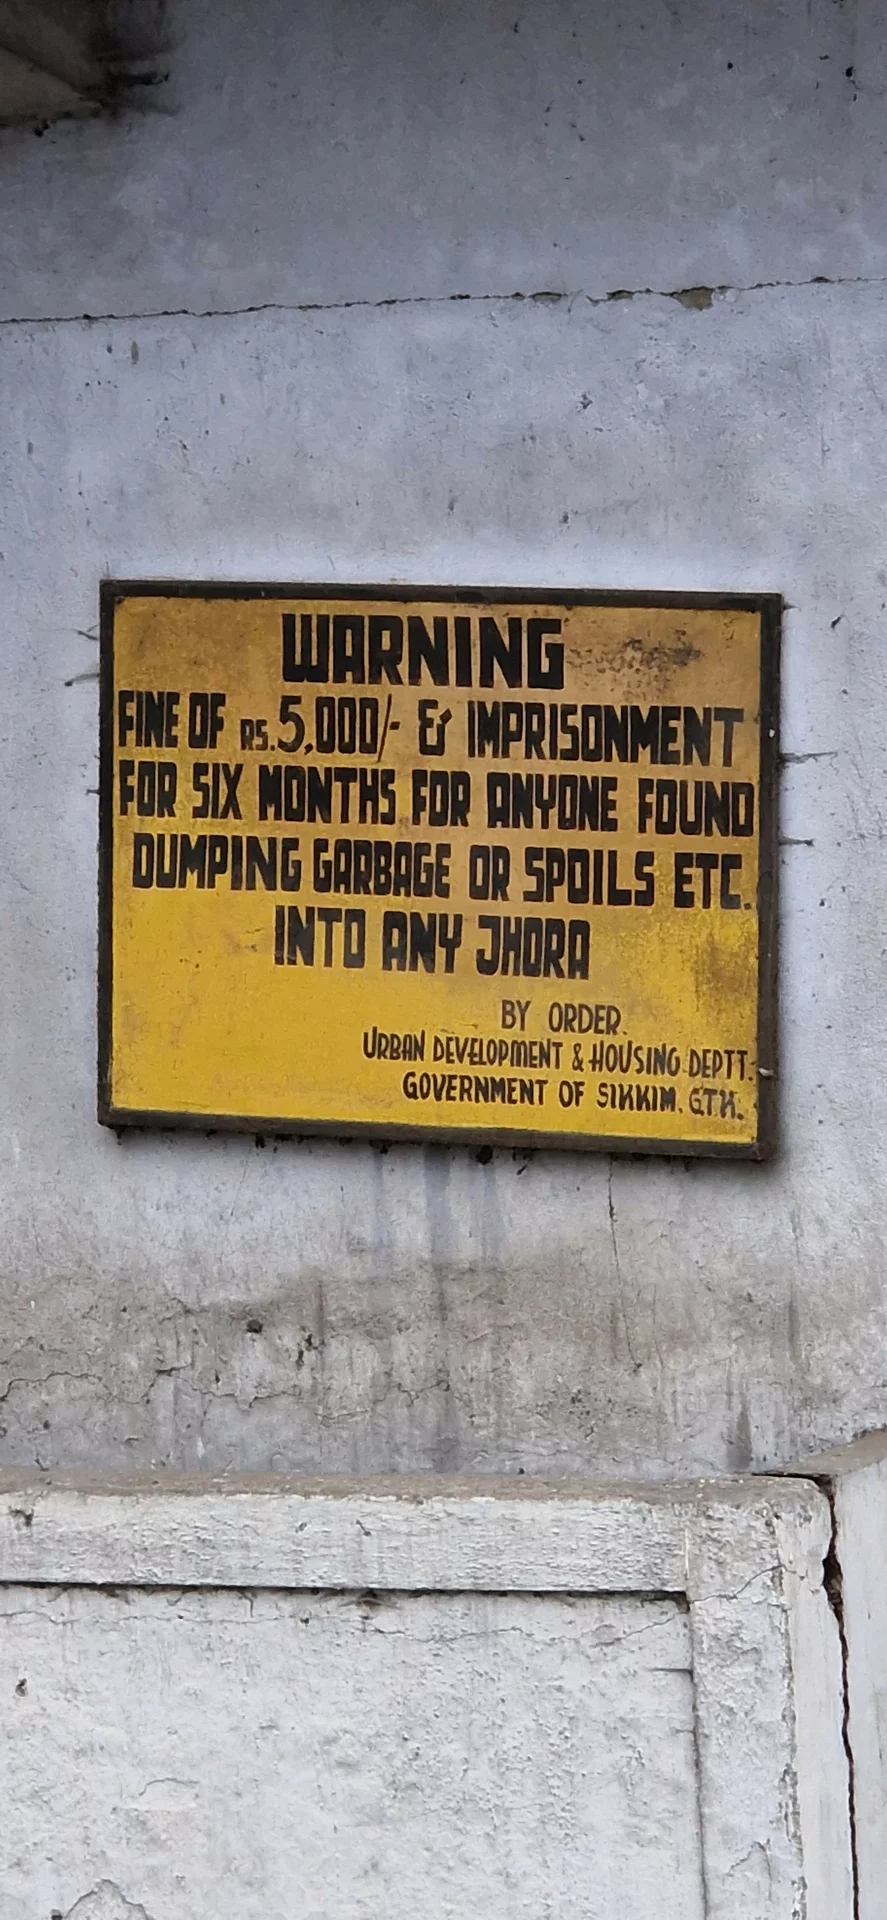 WARNING
FINE OF RS.5,000/- & IMPRISONMENT
FOR SIX MONTHS FOR ANYONE FOUND
DUMPING GARBAGE OR SPOILS ETC.
INTO ANY JHORA
BY ORDER.
URBAN DEVELOPMENT & HOUSING DEPTT.
GOVERNMENT OF SIKKIM. GTK.